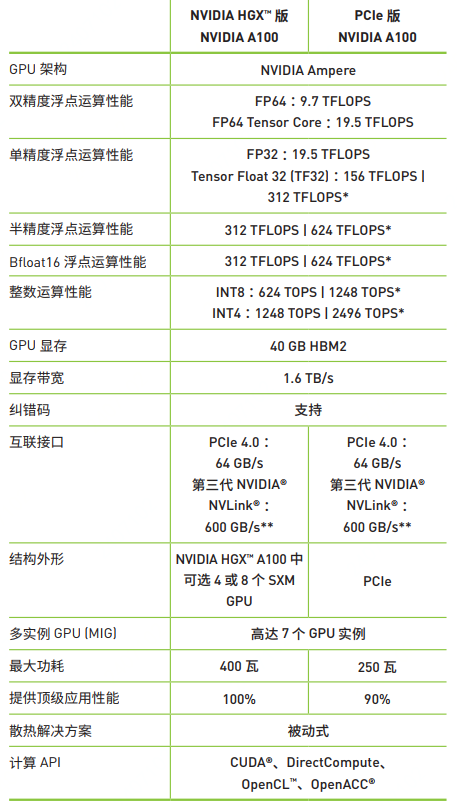 NVIDIA HGX™ 版
NVIDIA A100
PCIe 版
NVIDIA A100
GPU 架构
NVIDIA Ampere
双精度浮点运算性能
FP64：9.7 TFLOPS
FP64 Tensor Core：19.5 TFLOPS
单精度浮点运算性能
FP32：19.5 TFLOPS
Tensor Float 32 (TF32)：156 TFLOPS |
312 TFLOPS*
半精度浮点运算性能
312 TFLOPS | 624 TFLOPS*
Bfloat16 浮点运算性能
312 TFLOPS | 624 TFLOPS*
整数运算性能
INT8：624 TOPS | 1248 TOPS*
INT4：1248 TOPS | 2496 TOPS*
GPU 显存
40 GB HBM2
显存带宽
1.6 TB/s
纠错码
支持
互联接口
PCIe 4.0：
64 GB/s
第三代 NVIDIA®
NVLink®：
600 GB/s**
PCIe 4.0：
64 GB/s
第三代 NVIDIA®
NVLink®：
600 GB/s**
结构外形
NVIDIA HGX™ A100 中
可选 4 或 8 个 SXM
GPU
PCIe
多实例 GPU (MIG)
高达 7 个 GPU 实例
最大功耗
400 瓦
250 瓦
提供顶级应用性能
100%
90%
散热解决方案
被动式
计算 API
CUDA®、DirectCompute、
OpenCL™、OpenACC®